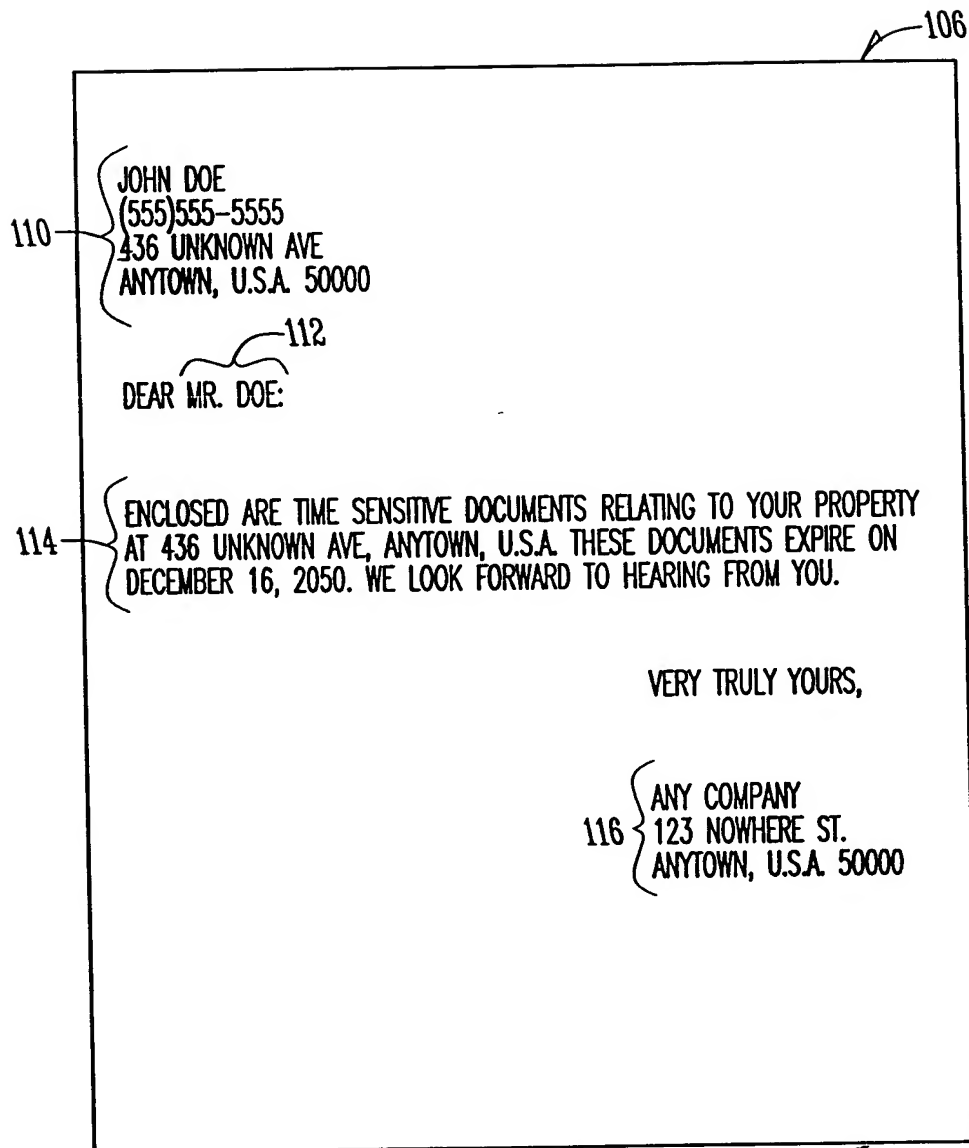 106
JOHN DOE
(555)555-5555
110
436 UNKNOWN AVE
ANYTOWN, U.S.A. 50000
112
DEAR MR. DOE:
ENCLOSED ARE TIME SENSITIVE DOCUMENTS RELATING TO YOUR PROPERTY
114
AT 436 UNKNOWN AVE, ANYTOWN, U.S.A. THESE DOCUMENTS EXPIRE ON
DECEMBER 16, 2050. WE LOOK FORWARD TO HEARING FROM YOU.
VERY TRULY YOURS,
ANY COMPANY
116
123 NOWHERE ST.
ANYTOWN, U.S.A. 50000